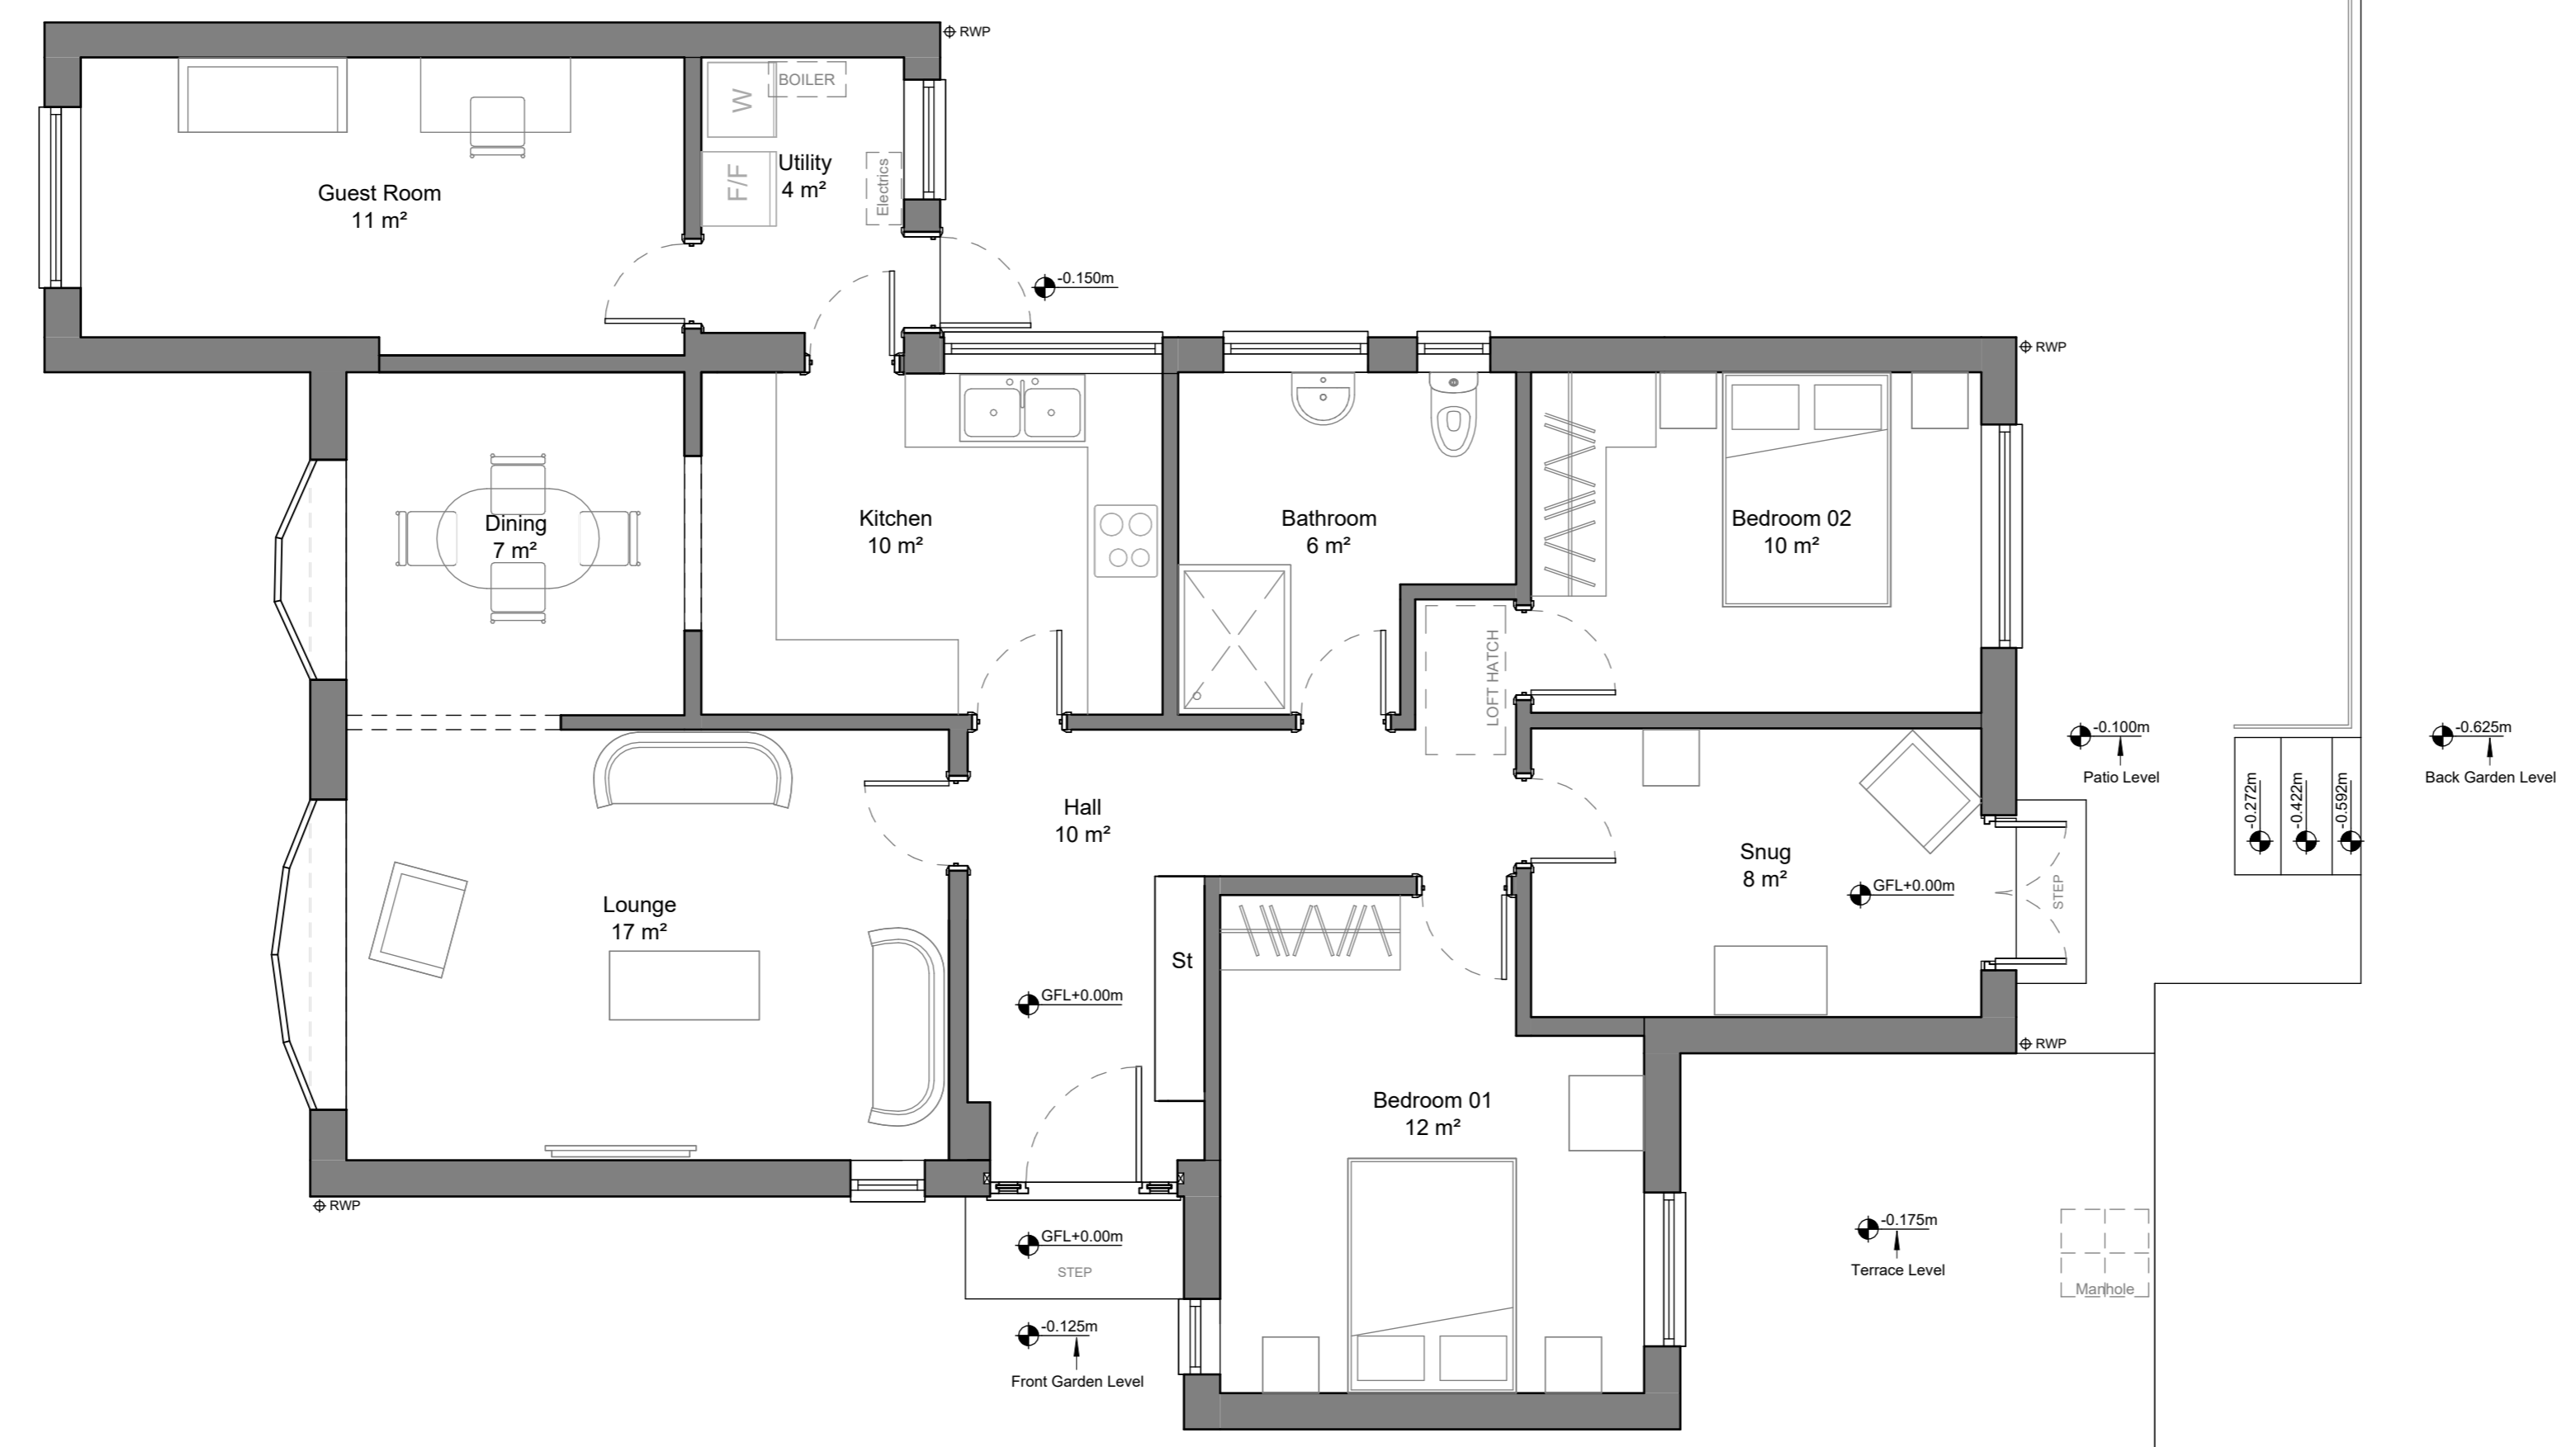 RWP
BOILER
W
Utility
4 m²
F/F
Electrics
Guest Room
11 m²
-0.150m
RWP
Dining
7 m²
Kitchen
10 m²
Bathroom
6 m²
Bedroom 02
10 m²
LOFT HATCH
-0.100m
Patio Level
-0.625m
Back Garden Level
-0.272m
-0.422m
-0.592m
Hall
10 m²
Snug
8 m²
GFL+0.00m
STEP
Lounge
17 m²
St
GFL+0.00m
RWP
Bedroom 01
12 m²
RWP
GFL+0.00m
STEP
-0.175m
Terrace Level
Manhole
-0.125m
Front Garden Level